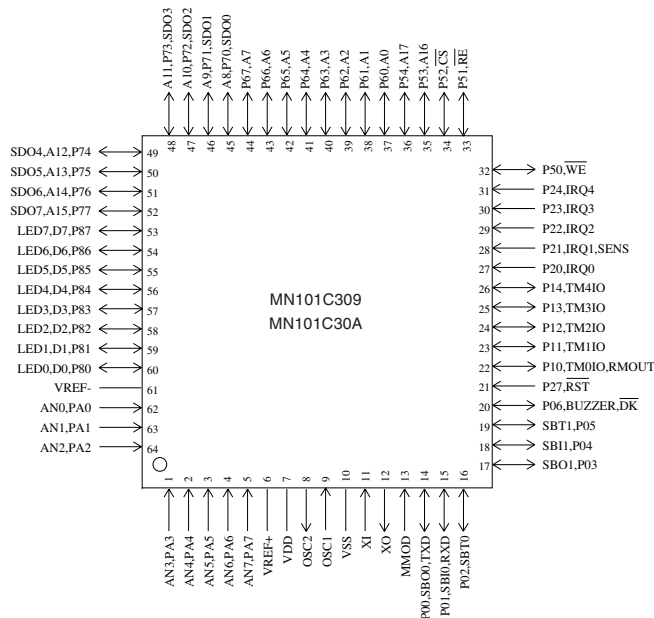 A11,P73,SDO3
A10,P72,SDO2
A9,P71,SDO1
A8,P70,SDO0
P67,A7
P66,A6
P65,A5
P64,A4
P63,A3
P62,A2
P61,A1
P60,A0
P54,A17
P53,A16
P52,CS
P51,RE
48 47 46 45 44 43 42 41 40 39 38 37 36 35 34 33
SDO4,A12,P74 49
SDO5,A13,P75 50
SDO6,A14,P76 51
SDO7,A15,P77 52
LED7,D7,P87 53
LED6,D6,P86 54
LED5,D5,P85 55
LED4,D4,P84 56
LED3,D3,P83 57
LED2,D2,P82 58
LED1,D1,P81 59
LED0,D0,P80 60
VREF- 61
AN0,PA0 62
AN1,PA1 63
AN2,PA2 64
MN101C309
MN101C30A
32 P50,WE
31 P24,IRQ4
30 P23,IRQ3
29 P22,IRQ2
28 P21,IRQ1,SENS
27 P20,IRQ0
26 P14,TM4IO
25 P13,TM3IO
24 P12,TM2IO
23 P11,TM1IO
22 P10,TM0IO,RMOUT
21 P27,RST
20 P06,BUZZER,DK
19 SBT1,P05
18 SBI1,P04
17 SBO1,P03
1 2 3 4 5 6 7 8 9 10 11 12 13 14 15 16
AN3,PA3
AN4,PA4
AN5,PA5
AN6,PA6
AN7,PA7
VREF+
VDD
OSC2
OSC1
VSS
XI
XO
MMOD
P00,SBO0,TXD
P01,SBI0,RXD
P02,SBT0